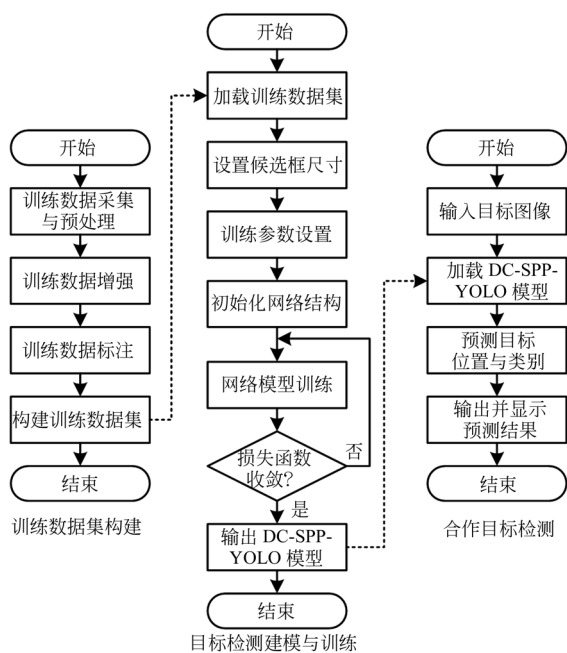 开始
训练数据采集
与预处理
训练数据增强
训练数据标注
构建训练数据集
结束
训练数据集构建
开始
加载训练数据集
设置候选框尺寸
训练参数设置
初始化网络结构
网络模型训练
损失函数
收敛?
否
是
输出 DC-SPP-
YOLO 模型
结束
目标检测建模与训练
开始
输入目标图像
加载 DC-SPP-
YOLO 模型
预测目标
位置与类别
输出并显示
预测结果
结束
合作目标检测